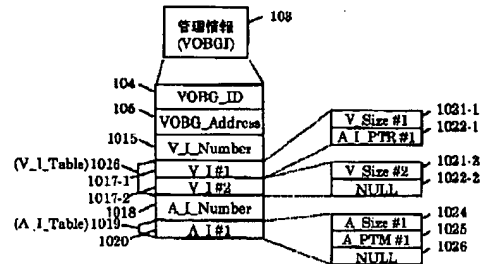 管理情報
(VOBGI)
103
104
VOBG_ID
105
VOBG_Address
1015
V_I_Number
(V_I_Table) 1016
1017-1
V_I#1
1017-2
V_I#2
1018
A_I_Number
(A_I_Table) 1019
1020
A_I#1
V_Size #1
1021-1
A_I_PTR #1
1022-1
V_Size #2
1021-2
NULL
1022-2
A_Size #1
1024
A_PTM #1
1025
NULL
1026